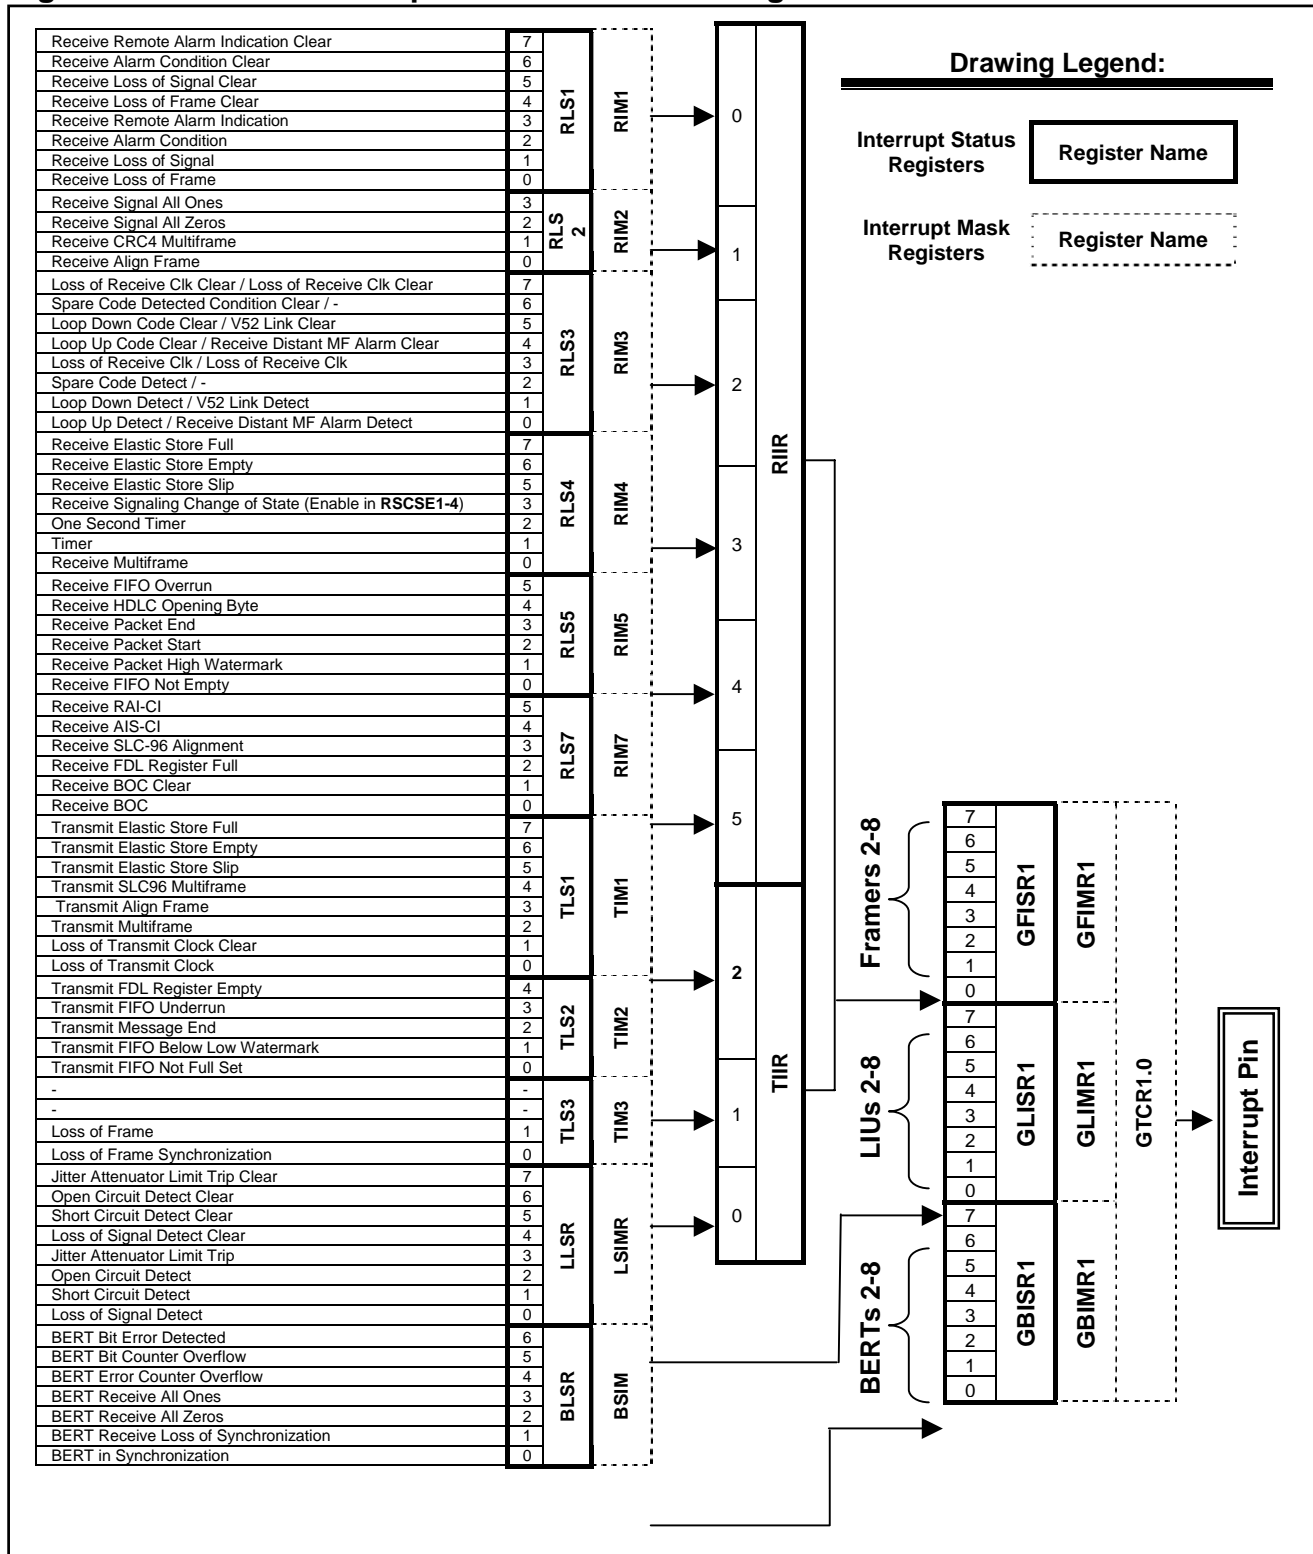 Receive Remote Alarm Indication Clear 7
Receive Alarm Condition Clear 6
Receive Loss of Signal Clear 5
Receive Loss of Frame Clear 4
Receive Remote Alarm Indication 3
Receive Alarm Condition 2
Receive Loss of Signal 1
Receive Loss of Frame 0
RLS1
RIM1
Receive Signal All Ones 3
Receive Signal All Zeros 2
Receive CRC4 Multiframe 1
Receive Align Frame 0
RLS
2
RIM2
Loss of Receive Clk Clear / Loss of Receive Clk Clear 7
Spare Code Detected Condition Clear / - 6
Loop Down Code Clear / V52 Link Clear 5
Loop Up Code Clear / Receive Distant MF Alarm Clear 4
Loss of Receive Clk / Loss of Receive Clk 3
Spare Code Detect / - 2
Loop Down Detect / V52 Link Detect 1
Loop Up Detect / Receive Distant MF Alarm Detect 0
RLS3
RIM3
Receive Elastic Store Full 7
Receive Elastic Store Empty 6
Receive Elastic Store Slip 5
Receive Signaling Change of State (Enable in RSCSE1-4) 3
One Second Timer 2
Timer 1
Receive Multiframe 0
RLS4
RIM4
Receive FIFO Overrun 5
Receive HDLC Opening Byte 4
Receive Packet End 3
Receive Packet Start 2
Receive Packet High Watermark 1
Receive FIFO Not Empty 0
RLS5
RIM5
Receive RAI-CI 5
Receive AIS-CI 4
Receive SLC-96 Alignment 3
Receive FDL Register Full 2
Receive BOC Clear 1
Receive BOC 0
RLS7
RIM7
Transmit Elastic Store Full 7
Transmit Elastic Store Empty 6
Transmit Elastic Store Slip 5
Transmit SLC96 Multiframe 4
Transmit Align Frame 3
Transmit Multiframe 2
Loss of Transmit Clock Clear 1
Loss of Transmit Clock 0
TLS1
TIM1
Transmit FDL Register Empty 4
Transmit FIFO Underrun 3
Transmit Message End 2
Transmit FIFO Below Low Watermark 1
Transmit FIFO Not Full Set 0
TLS2
TIM2
- -
- -
Loss of Frame 1
Loss of Frame Synchronization 0
TLS3
TIM3
Jitter Attenuator Limit Trip Clear 7
Open Circuit Detect Clear 6
Short Circuit Detect Clear 5
Loss of Signal Detect Clear 4
Jitter Attenuator Limit Trip 3
Open Circuit Detect 2
Short Circuit Detect 1
Loss of Signal Detect 0
LLSR
LSIMR
BERT Bit Error Detected 6
BERT Bit Counter Overflow 5
BERT Error Counter Overflow 4
BERT Receive All Ones 3
BERT Receive All Zeros 2
BERT Receive Loss of Synchronization 1
BERT in Synchronization 0
BLSR
BSIM
0
1
2
3
4
5
RIIR
2
1
0
TIIR
Drawing Legend:
Interrupt Status
Registers
Register Name
Interrupt Mask
Registers
Register Name
Framers 2-8
7
6
5
4
3
2
1
0
GFISR1
GFIMR1
LIUs 2-8
7
6
5
4
3
2
1
0
GLISR1
GLIMR1
BERTs 2-8
7
6
5
4
3
2
1
0
GBISR1
GBIMR1
GTCR1.0
Interrupt Pin